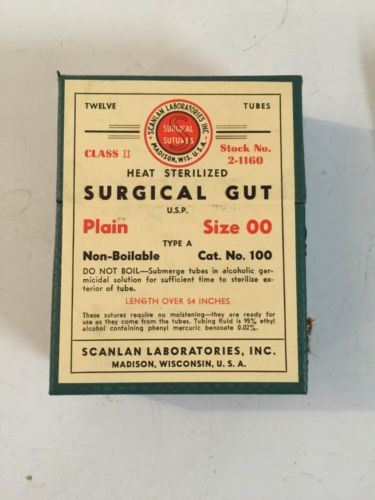 TWELVE TUBES
SCANLAN LABORATORIES INC
SURGICAL
SUTURES
MADISON, WIS. U.S.A.
CLASS II
Stock No.
2-1160
HEAT STERILIZED
SURGICAL GUT
U.S.P.
Plain Size 00
TYPE A
Non-Boilable Cat. No. 100
DO NOT BOIL—Submerge tubes in alcoholic ger-
micidal solution for sufficient time to sterilize ex-
terior of tube.
LENGTH OVER 54 INCHES
These sutures require no moistening—they are ready for
use as they come from the tubes. Tubing fluid is 95% ethyl
alcohol containing phenyl mercuric benzoate 0.02%.
SCANLAN LABORATORIES, INC.
MADISON, WISCONSIN, U. S. A.